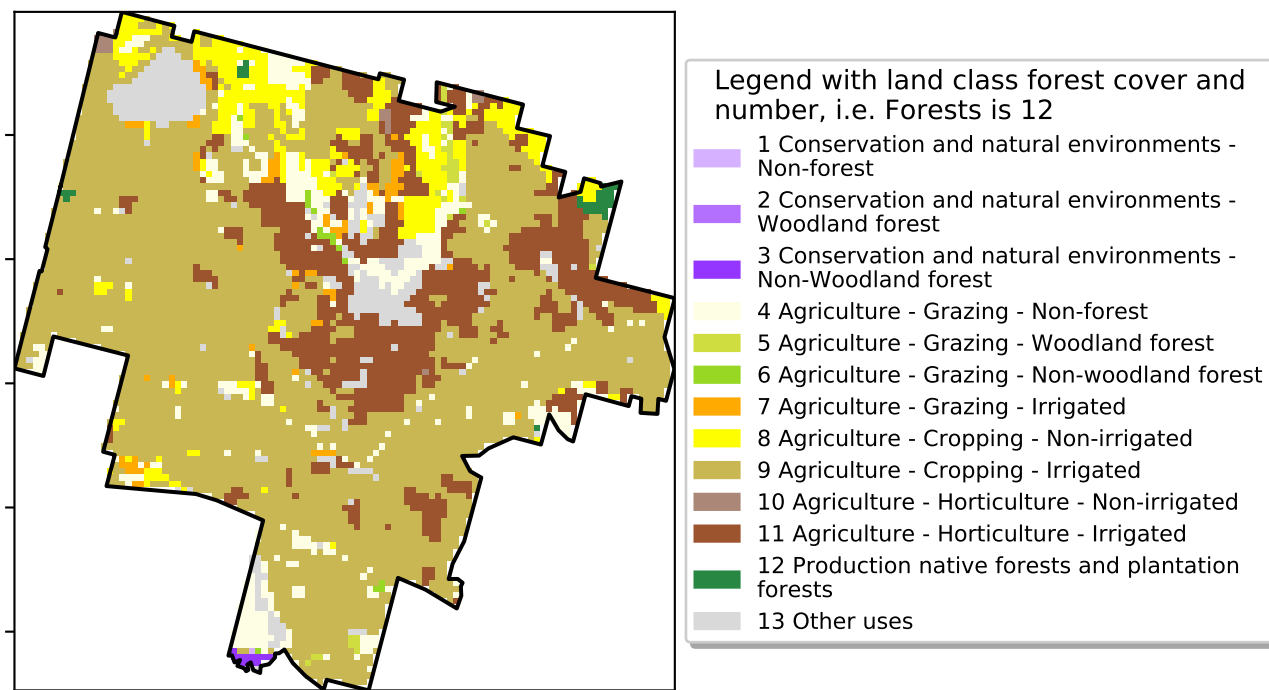 Legend with land class forest cover and
number, i.e. Forests is 12
1 Conservation and natural environments -
Non-forest
2 Conservation and natural environments -
Woodland forest
3 Conservation and natural environments -
Non-Woodland forest
4 Agriculture - Grazing - Non-forest
5 Agriculture - Grazing - Woodland forest
6 Agriculture - Grazing - Non-woodland forest
7 Agriculture - Grazing - Irrigated
8 Agriculture - Cropping - Non-irrigated
9 Agriculture - Cropping - Irrigated
10 Agriculture - Horticulture - Non-irrigated
11 Agriculture - Horticulture - Irrigated
12 Production native forests and plantation
forests
13 Other uses